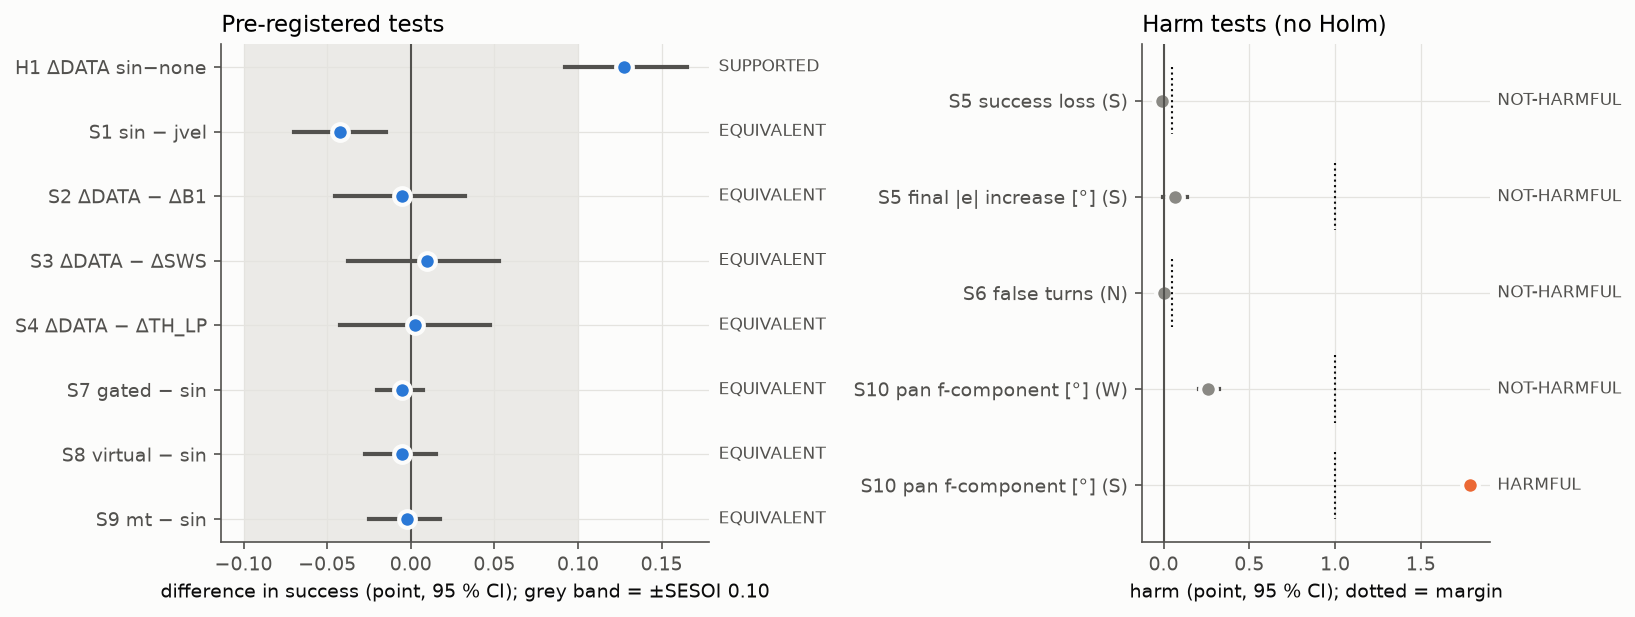 Pre-registered tests
H1 ΔDATA sin−none
SUPPORTED
S1 sin − jvel
EQUIVALENT
S2 ΔDATA − ΔB1
EQUIVALENT
S3 ΔDATA − ΔSWS
EQUIVALENT
S4 ΔDATA − ΔTH_LP
EQUIVALENT
S7 gated − sin
EQUIVALENT
S8 virtual − sin
EQUIVALENT
S9 mt − sin
EQUIVALENT
−0.10 −0.05 0.00 0.05 0.10 0.15
difference in success (point, 95 % CI); grey band = ±SESOI 0.10
Harm tests (no Holm)
S5 success loss (S)
NOT-HARMFUL
S5 final |e| increase [°] (S)
NOT-HARMFUL
S6 false turns (N)
NOT-HARMFUL
S10 pan f-component [°] (W)
NOT-HARMFUL
S10 pan f-component [°] (S)
HARMFUL
0.0 0.5 1.0 1.5
harm (point, 95 % CI); dotted = margin